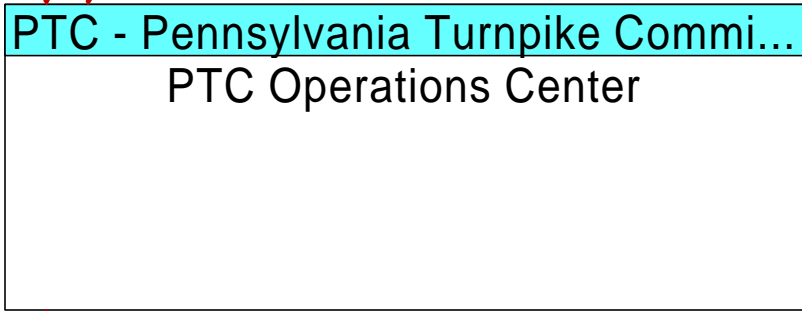 PTC - Pennsylvania Turnpike Commi...
PTC Operations Center